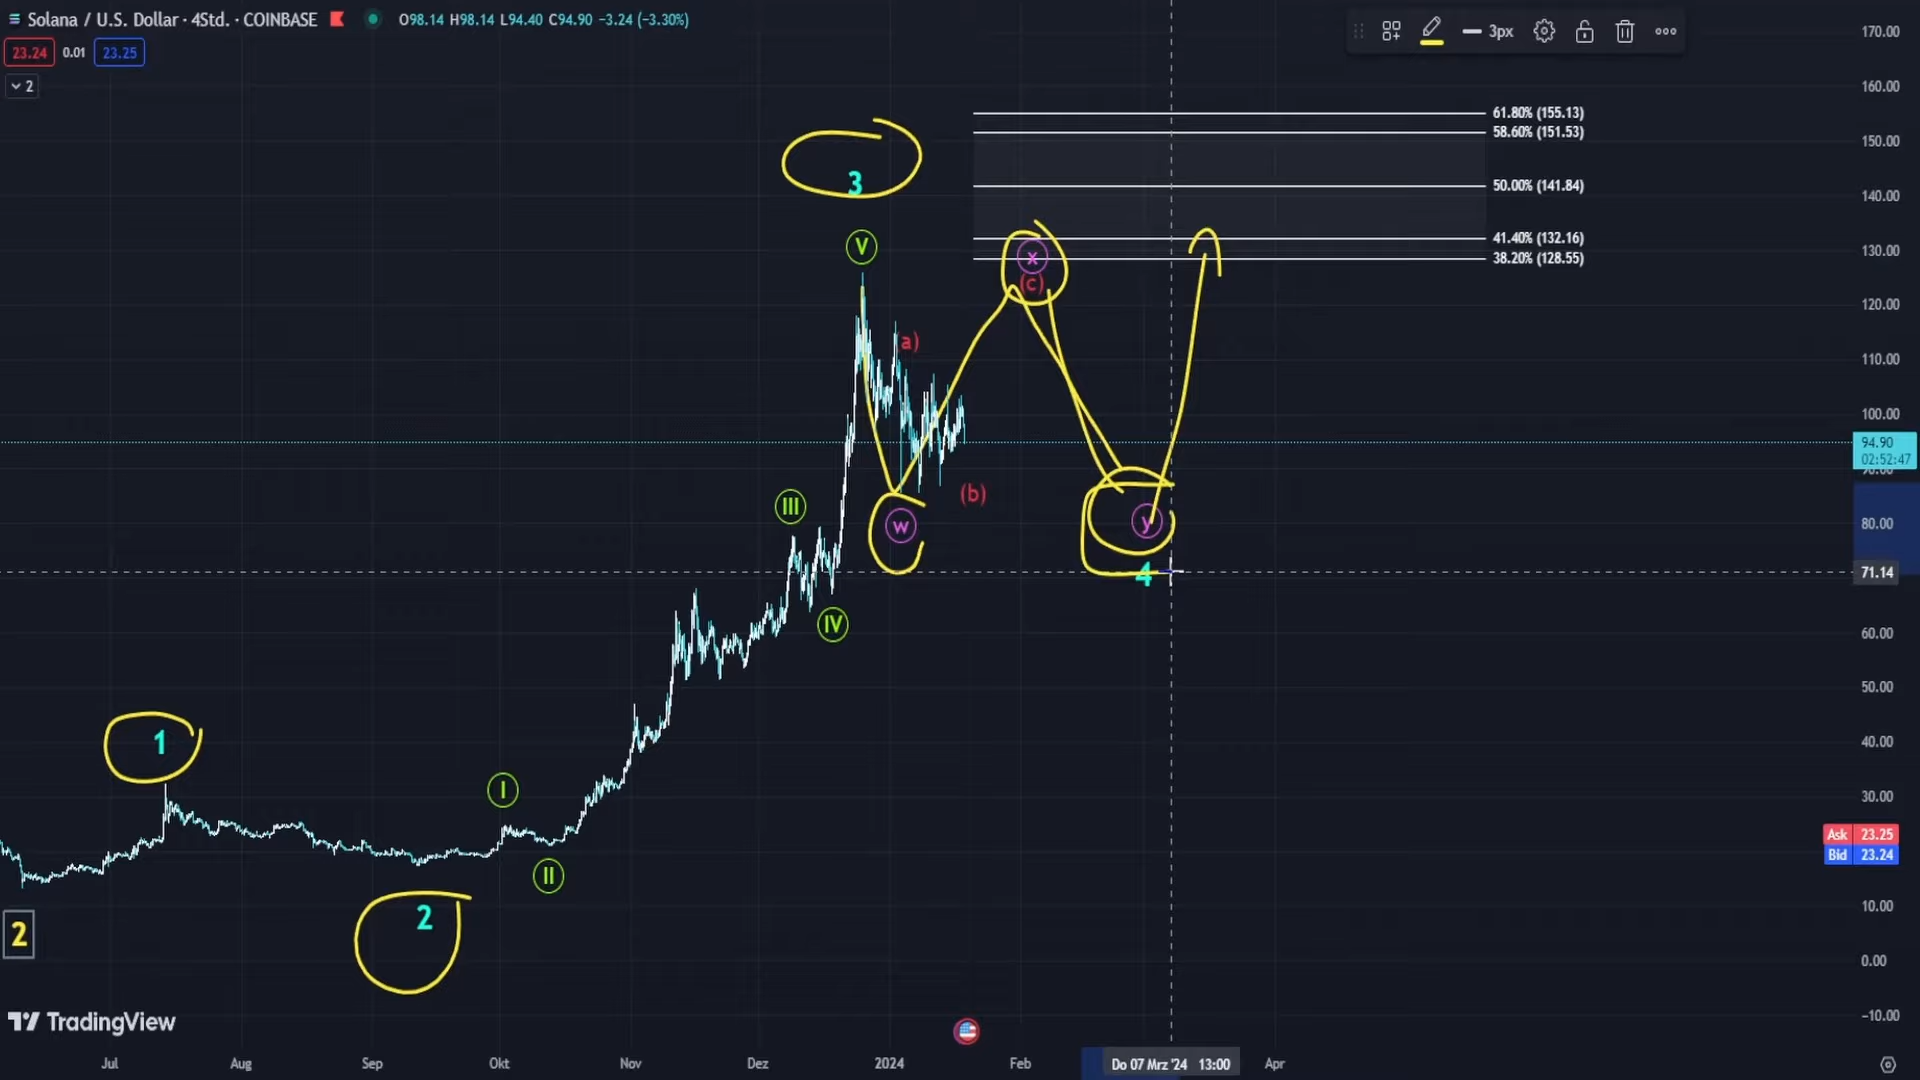 Solana / U.S. Dollar · 4Std. · COINBASE O98.14 H98.14 L94.40 C94.90 −3.24 (−3.30%)
3px
23.24 0.01 23.25
2
170.00
160.00
150.00
140.00
130.00
120.00
110.00
100.00
94.90
02:52:47
80.00
71.14
60.00
50.00
40.00
30.00
Ask 23.25
Bid 23.24
10.00
0.00
−10.00
61.80% (155.13)
58.60% (151.53)
50.00% (141.84)
41.40% (132.16)
38.20% (128.55)
3
V
x
(c)
(a)
(b)
III
w
y
4
IV
1
I
II
2
2
TradingView
Jul Aug Sep Okt Nov Dez 2024 Feb Do 07 Mrz '24 13:00 Apr